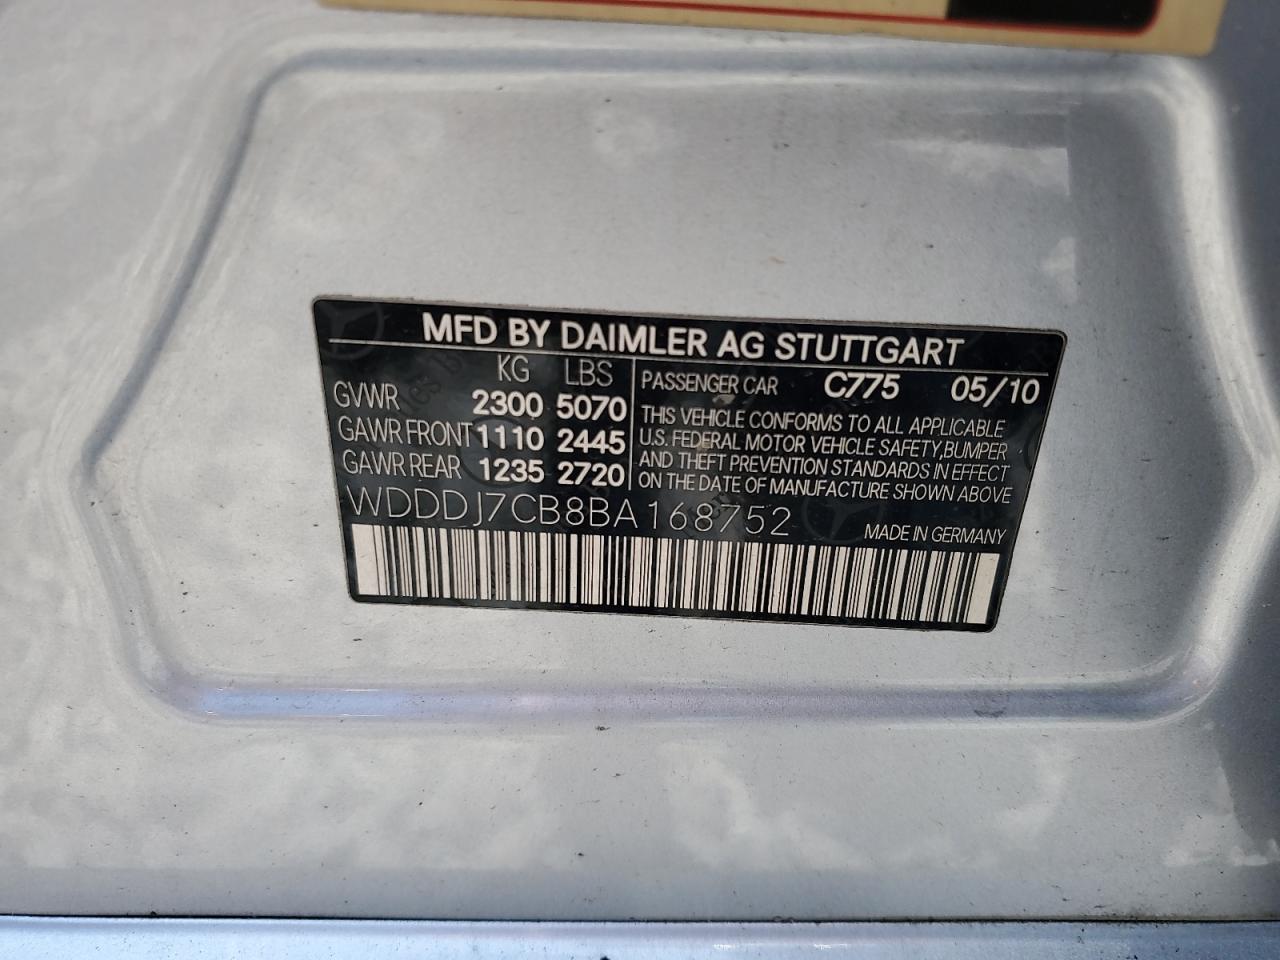 MFD BY DAIMLER AG STUTTGART
KG LBS
GVWR 2300 5070
GAWR FRONT 1110 2445
GAWR REAR 1235 2720
PASSENGER CAR C775 05/10
THIS VEHICLE CONFORMS TO ALL APPLICABLE
U.S. FEDERAL MOTOR VEHICLE SAFETY,BUMPER
AND THEFT PREVENTION STANDARDS IN EFFECT
ON THE DATE OF MANUFACTURE SHOWN ABOVE
WDDDJ7CB8BA168752
MADE IN GERMANY